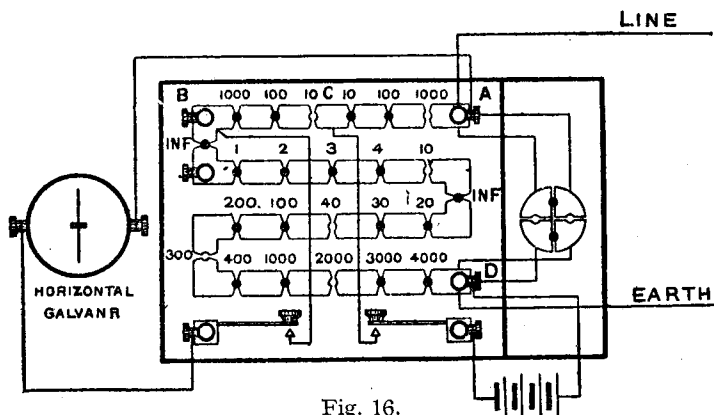 LINE
B 1000 100 10 C 10 100 1000 A
INF 1 2 3 4 10
200. 100 40 30 20 INF
300
400 1000 2000 3000 4000 D
HORIZONTAL
GALVANR
EARTH
Fig. 16.